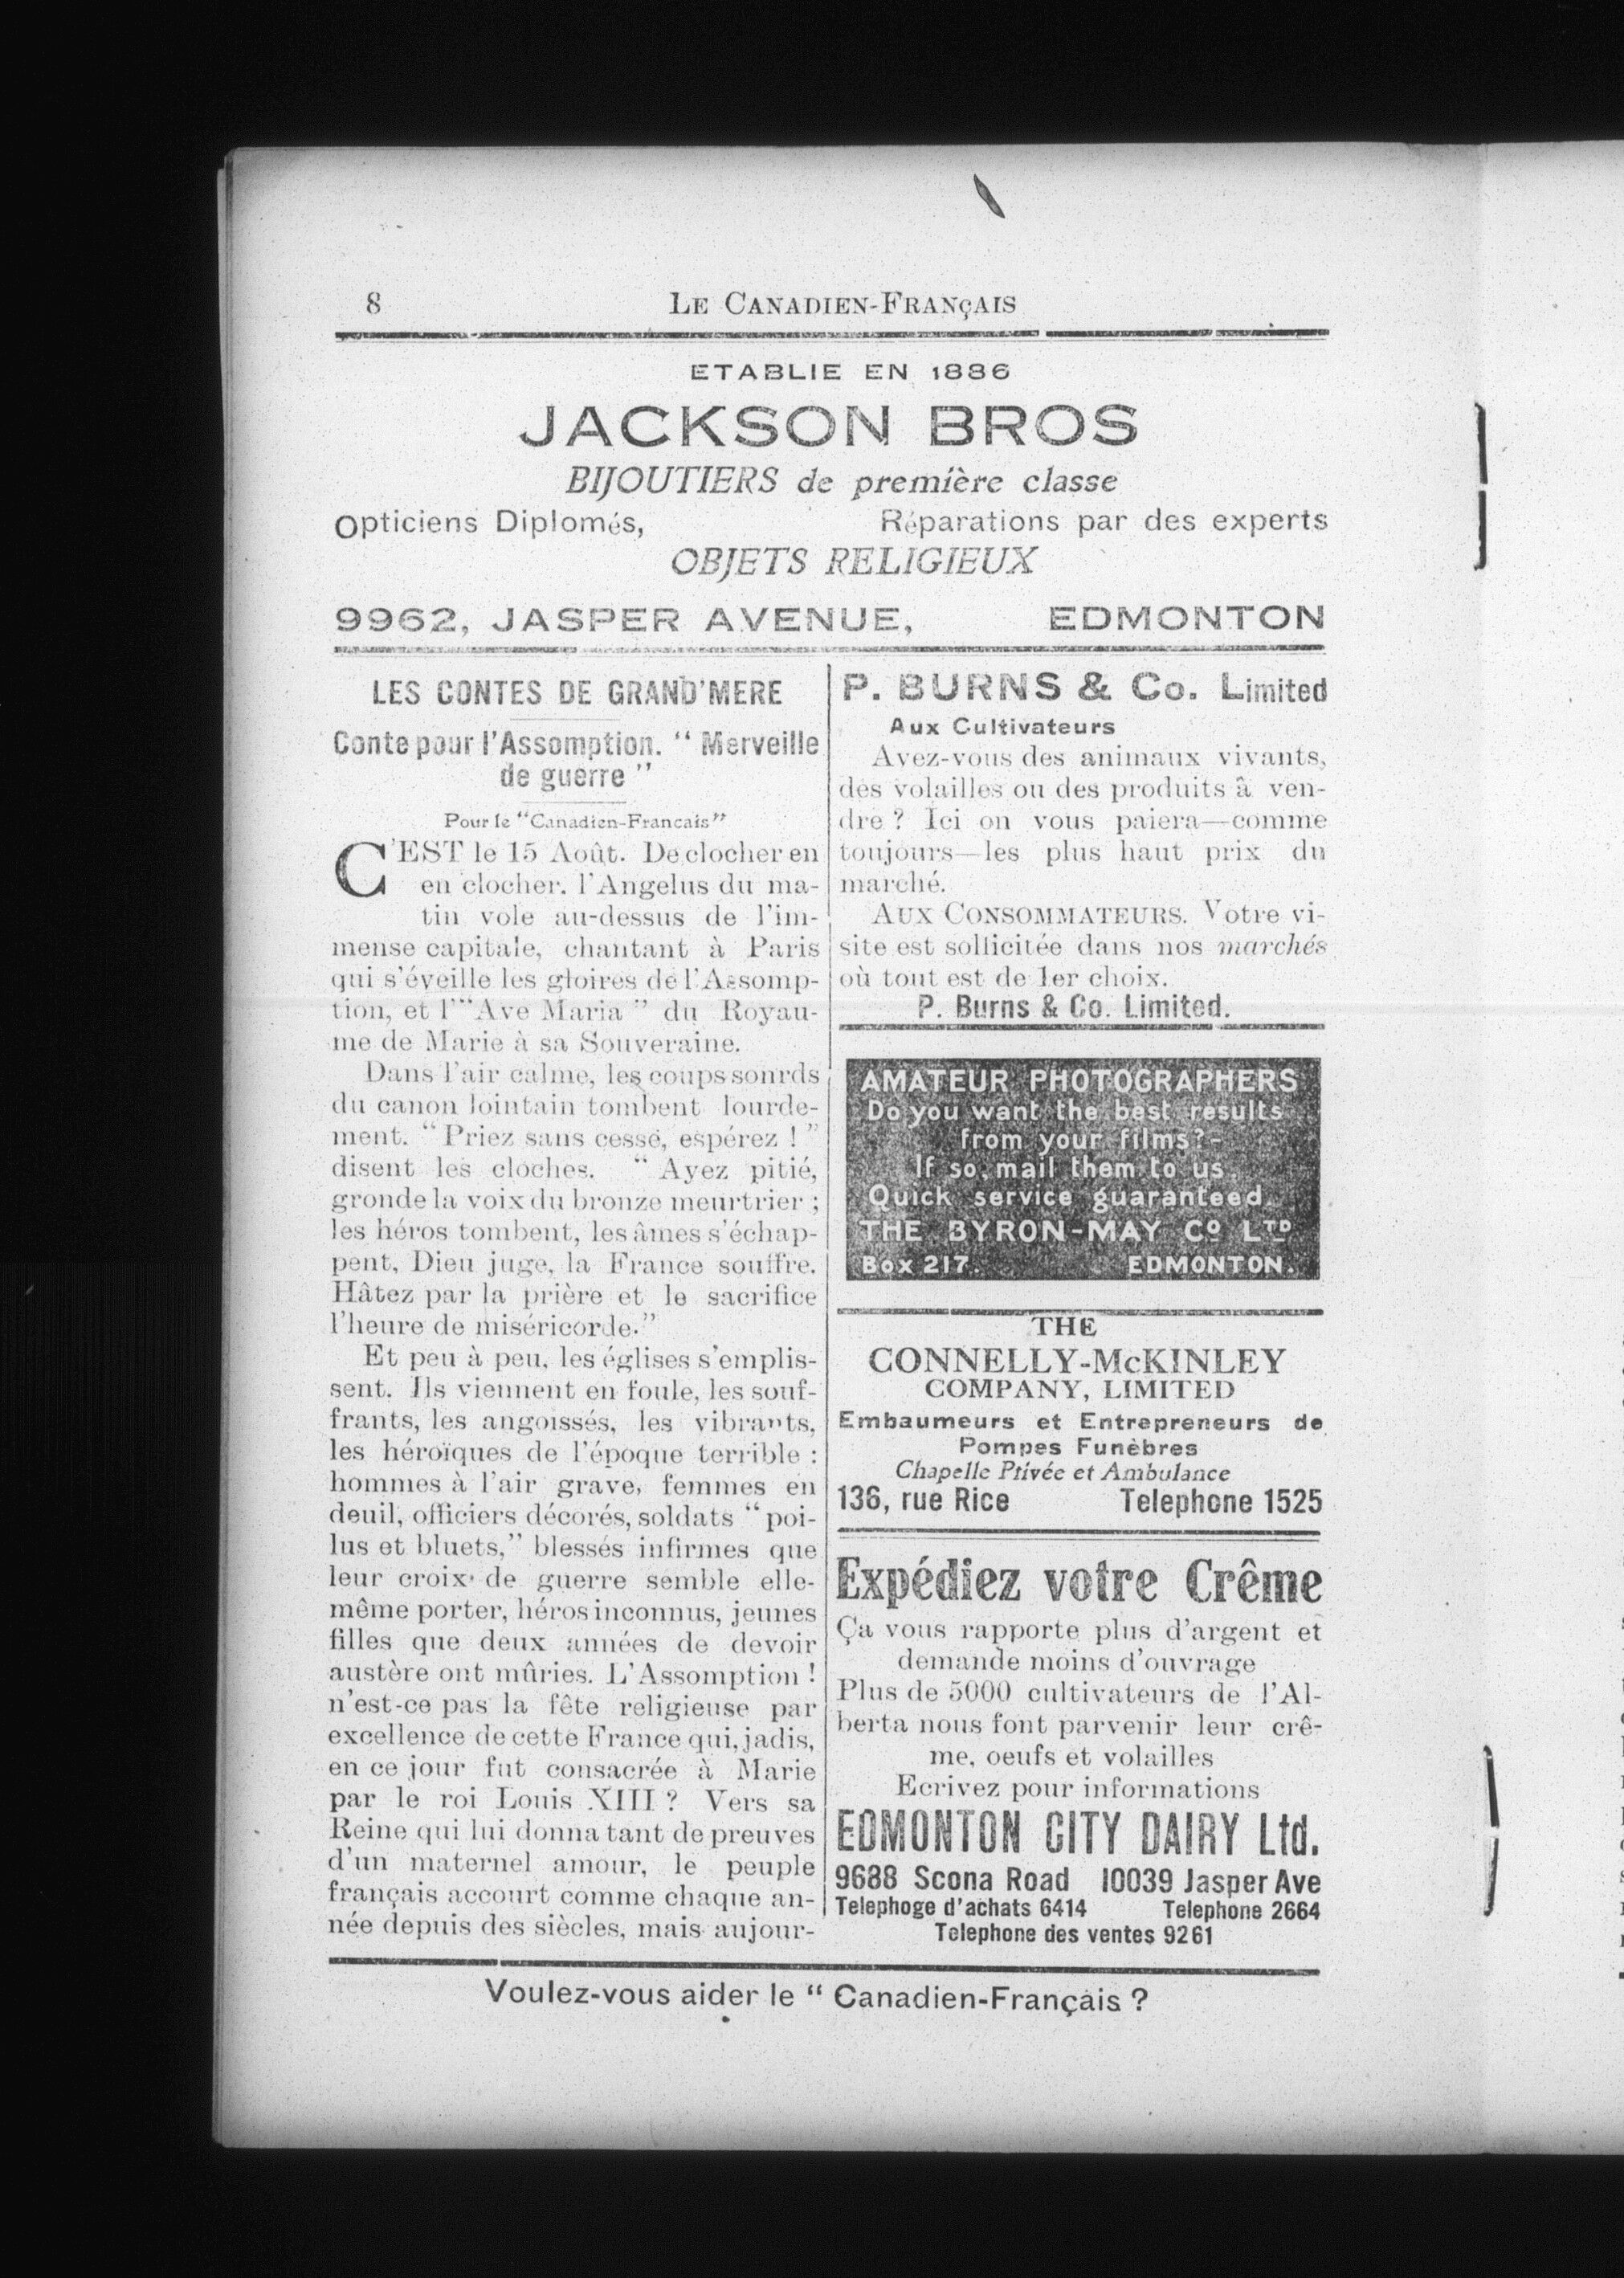 8
LE CANADIEN-FRANçAIS
ETABLIE EN 1886
JACKSON BROS
BIJOUTIERS de première classe
Opticiens Diplomés, Réparations par des experts
OBJETS RELIGIEUX
9962, JASPER AVENUE, EDMONTON
LES CONTES DE GRAND'MERE
Conte pour l'Assomption. “ Merveille
de guerre ”
Pour le “Canadien-Francais”
C'EST le 15 Août. De clocher en
en clocher. l'Angelus du ma-
tin vole au-dessus de l'im-
mense capitale, chantant à Paris
qui s'éveille les gloires de l'Assomp-
tion, et l'“Ave Maria ” du Royau-
me de Marie à sa Souveraine.
Dans l'air calme, les coups sonrds
du canon lointain tombent lourde-
ment. “ Priez sans cesse, espérez ! ”
disent les cloches. “ Ayez pitié,
gronde la voix du bronze meurtrier ;
les héros tombent, les âmes s'échap-
pent, Dieu juge, la France souffre.
Hâtez par la prière et le sacrifice
l'heure de miséricorde.”
Et peu à peu, les églises s'emplis-
sent. Ils viennent en foule, les souf-
frants, les angoissés, les vibrants,
les héroïques de l'époque terrible :
hommes à l'air grave, femmes en
deuil, officiers décorés, soldats “ poi-
lus et bluets,” blessés infirmes que
leur croix de guerre semble elle-
même porter, héros inconnus, jeunes
filles que deux années de devoir
austère ont mûries. L'Assomption !
n'est-ce pas la fête religieuse par
excellence de cette France qui, jadis,
en ce jour fut consacrée à Marie
par le roi Louis XIII ? Vers sa
Reine qui lui donna tant de preuves
d'un maternel amour, le peuple
français accourt comme chaque an-
née depuis des siècles, mais aujour-
P. BURNS & Co. Limited
Aux Cultivateurs
Avez-vous des animaux vivants,
des volailles ou des produits â ven-
dre ? Ici on vous paiera—comme
toujours—les plus haut prix du
marché.
AUX CONSOMMATEURS. Votre vi-
site est sollicitée dans nos marchés
où tout est de 1er choix.
P. Burns & Co. Limited.
AMATEUR PHOTOGRAPHERS
Do you want the best results
from your films?-
If so, mail them to us.
Quick service guaranteed.
THE BYRON-MAY Co LTD
Box 217. EDMONTON.
THE
CONNELLY-McKINLEY
COMPANY, LIMITED
Embaumeurs et Entrepreneurs de
Pompes Funèbres
Chapelle Ptivée et Ambulance
136, rue Rice Telephone 1525
Expédiez votre Crême
Ça vous rapporte plus d'argent et
demande moins d'ouvrage
Plus de 5000 cultivateurs de l'Al-
berta nous font parvenir leur crê-
me, oeufs et volailles
Ecrivez pour informations
EDMONTON CITY DAIRY Ltd.
9688 Scona Road 10039 Jasper Ave
Telephoge d'achats 6414 Telephone 2664
Telephone des ventes 9261
Voulez-vous aider le “ Canadien-Français ?